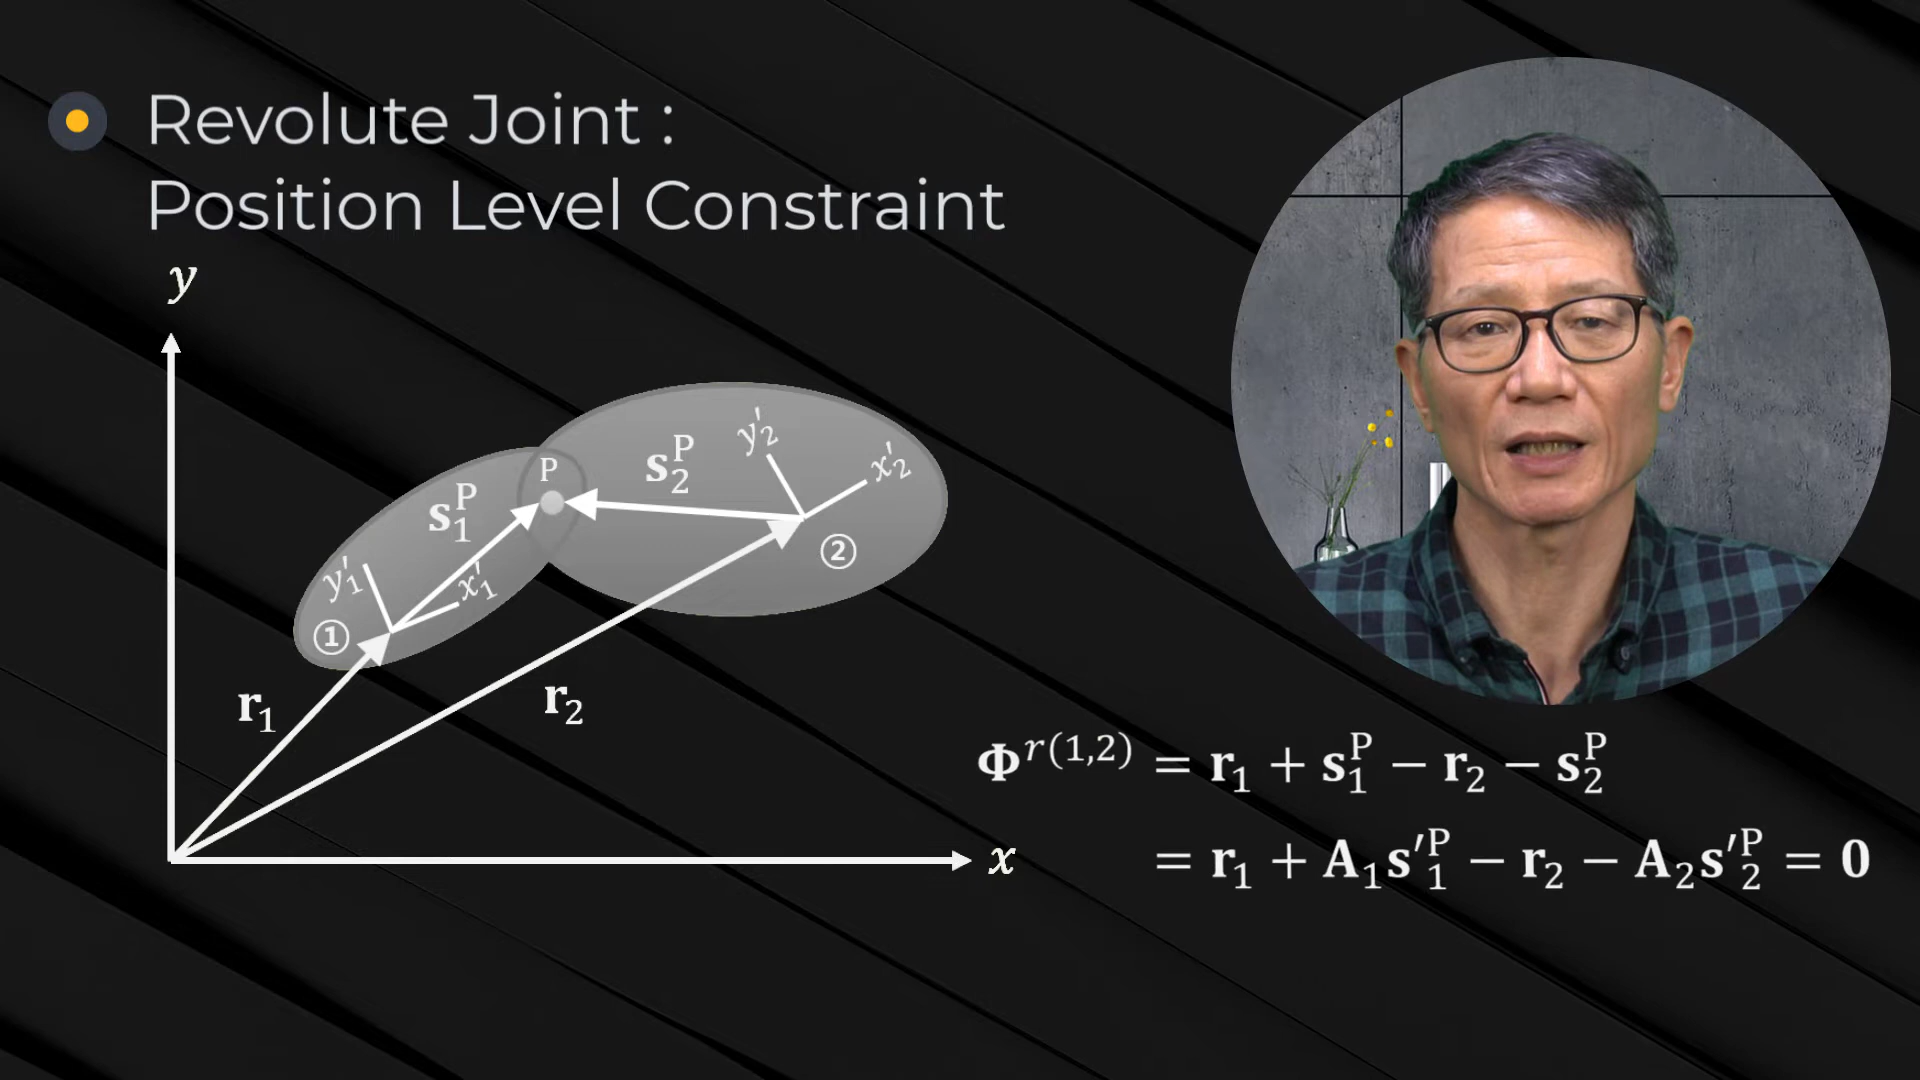 Revolute Joint :
Position Level Constraint
y
P
s₁ᴾ
s₂ᴾ
y′₂
x′₂
y′₁
x′₁
①
②
r₁
r₂
x
Φʳ⁽¹,²⁾ = r₁ + s₁ᴾ − r₂ − s₂ᴾ
= r₁ + A₁s′₁ᴾ − r₂ − A₂s′₂ᴾ = 0